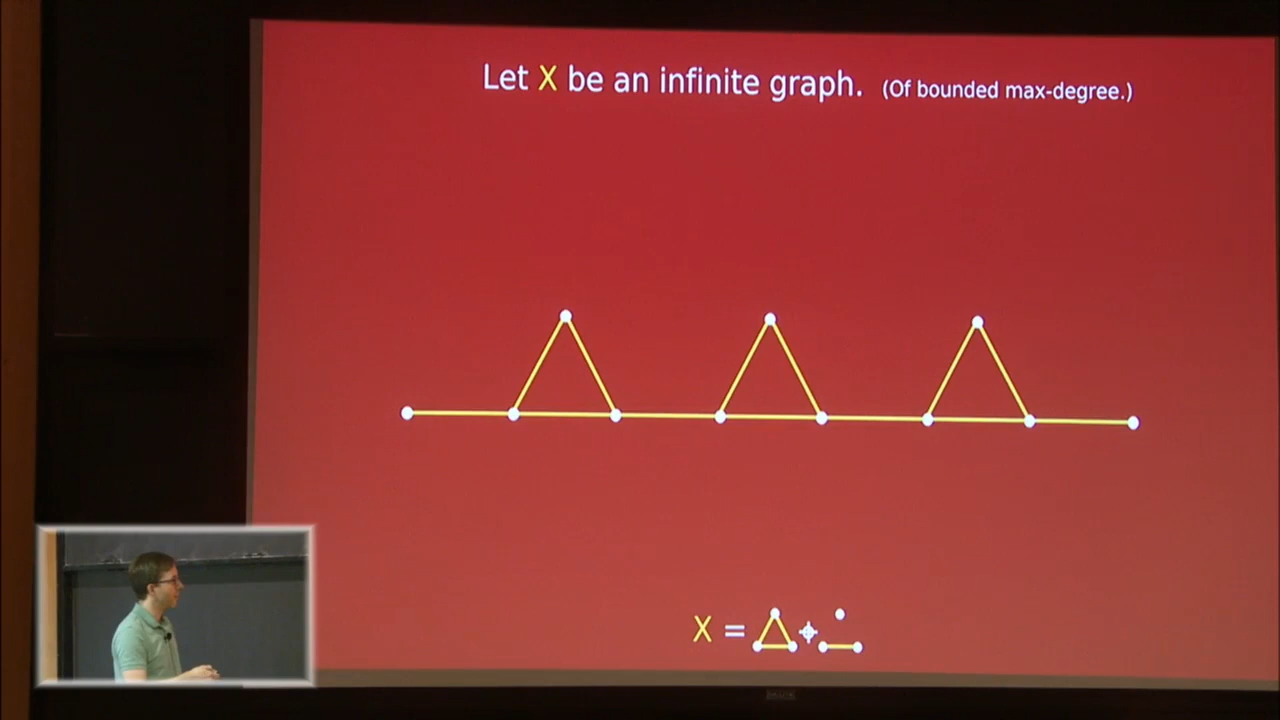 Let X be an infinite graph. (Of bounded max-degree.)
X =